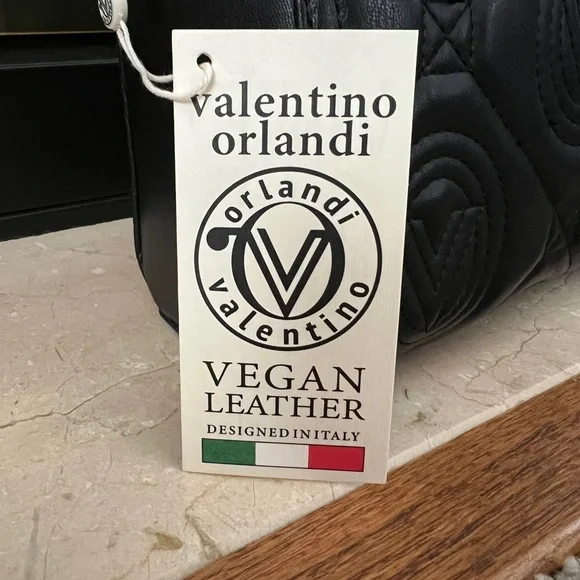 valentino
orlandi
orlandi
V
valentino
VEGAN
LEATHER
DESIGNED IN ITALY
V